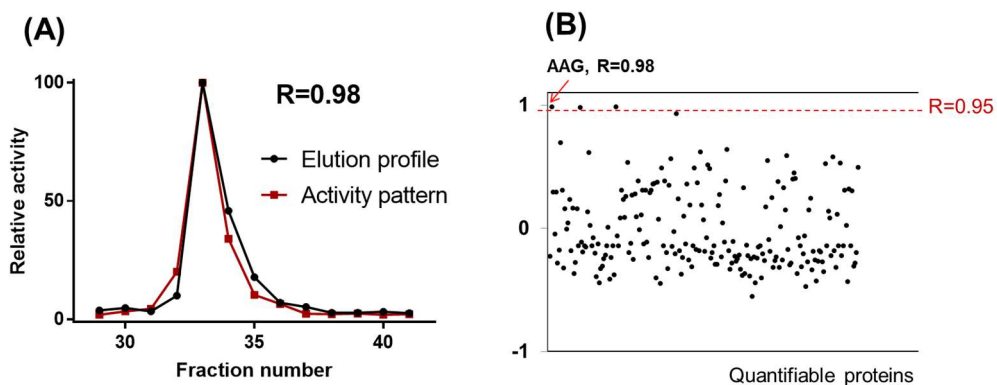 (A)
R=0.98
Elution profile
Activity pattern
Relative activity
100
50
0
30
35
40
Fraction number
(B)
AAG, R=0.98
R=0.95
1
0
-1
Quantifiable proteins